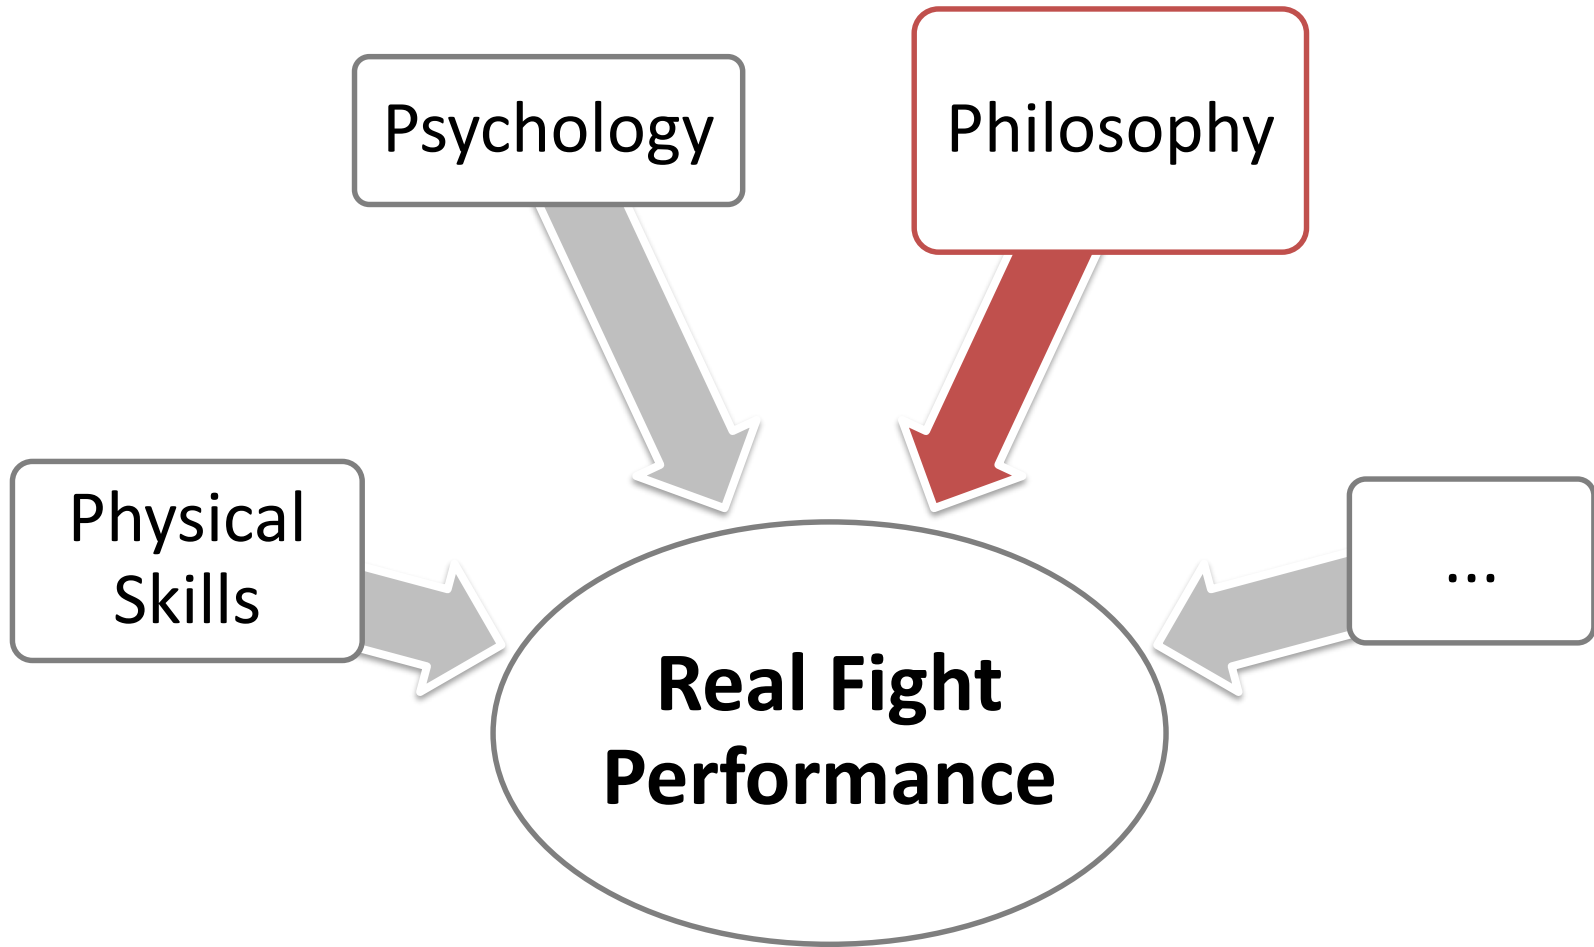 Psychology
Philosophy
Physical
Skills
...
Real Fight
Performance